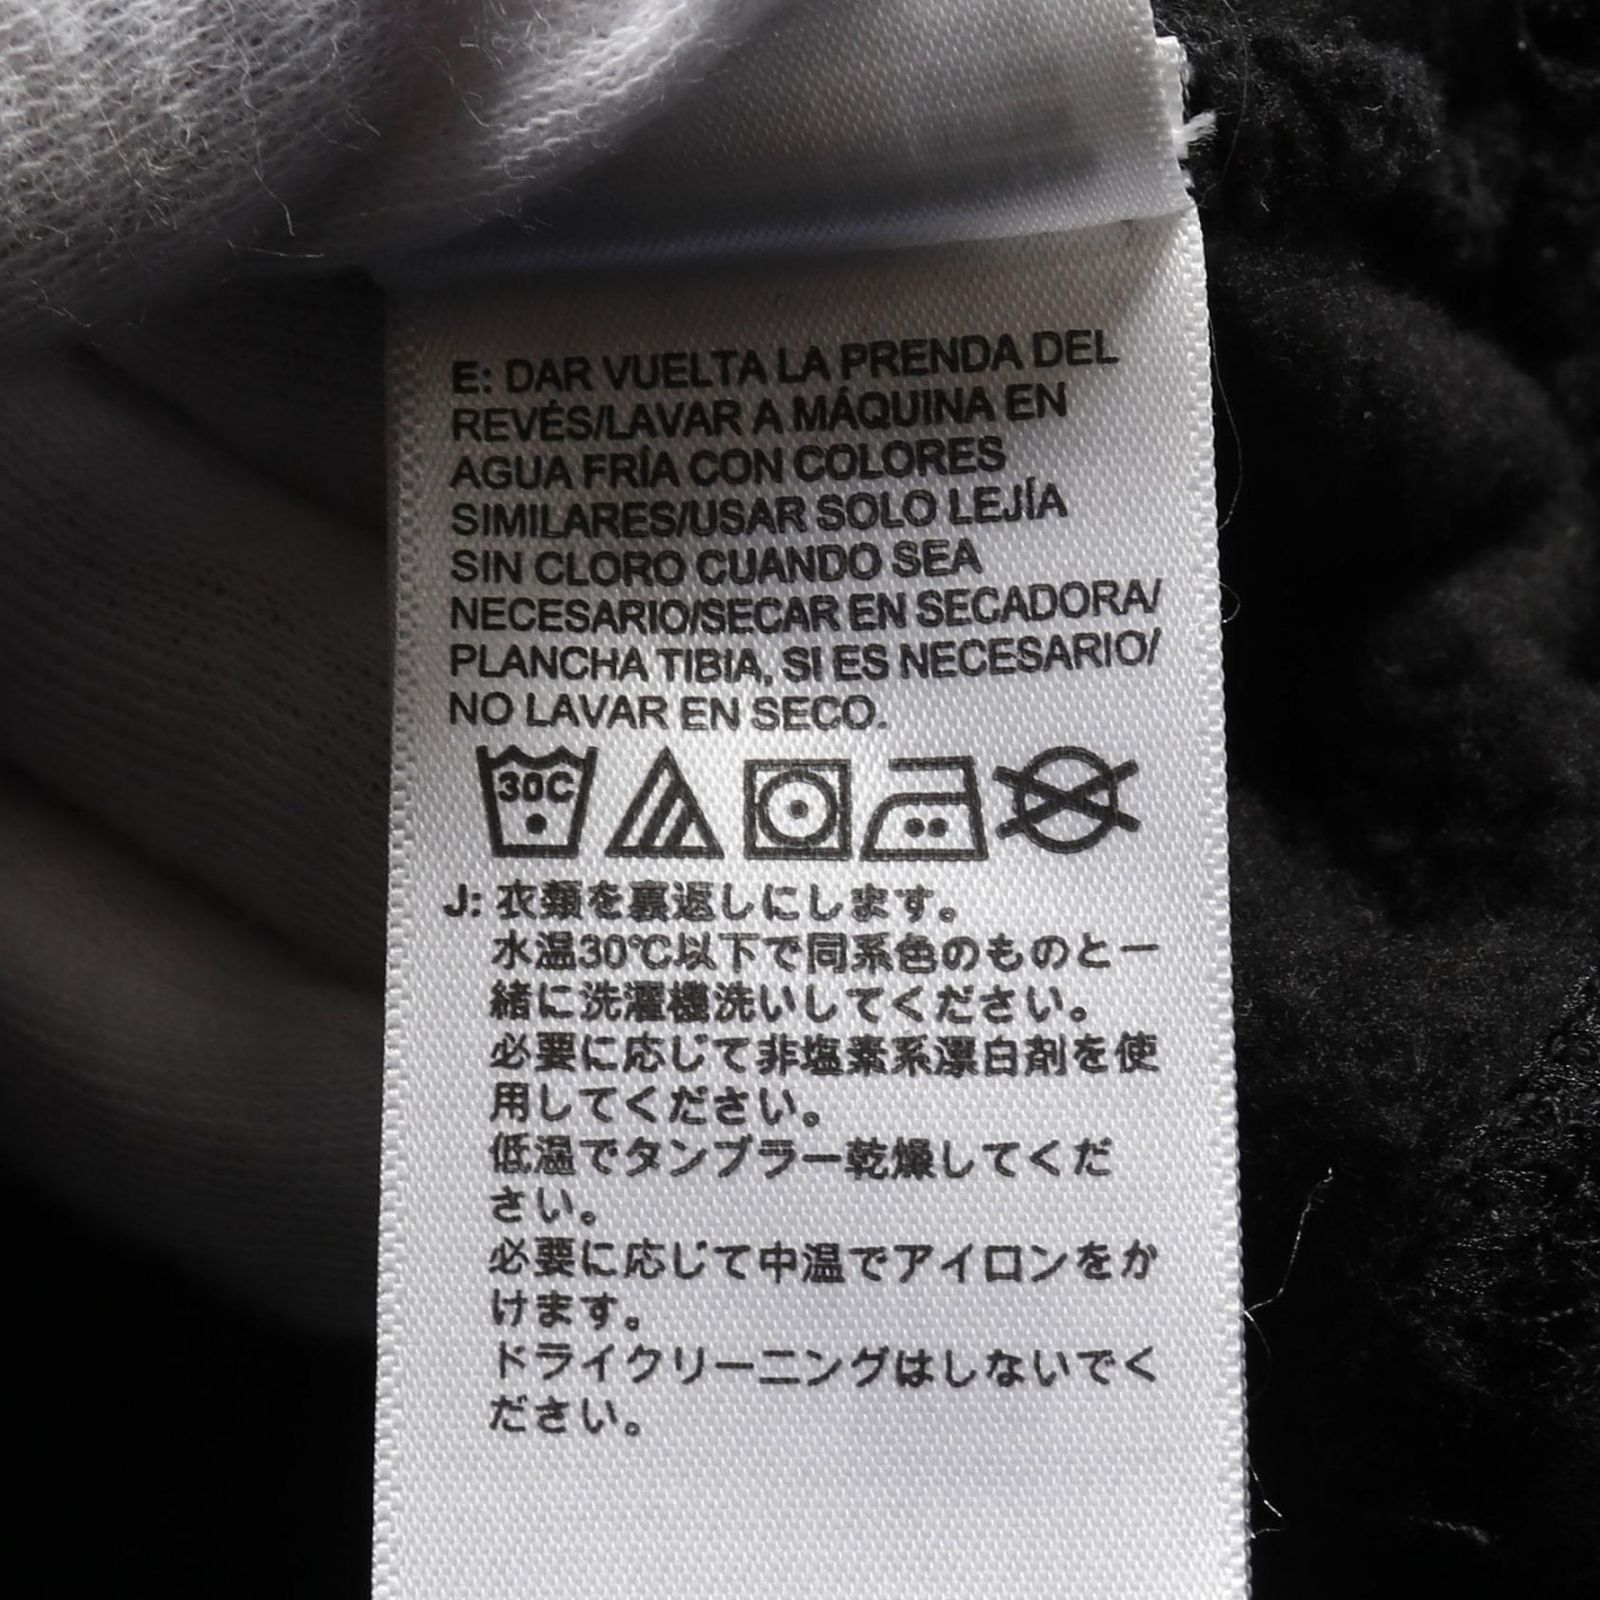 E: DAR VUELTA LA PRENDA DEL
REVÉS/LAVAR A MÁQUINA EN
AGUA FRÍA CON COLORES
SIMILARES/USAR SOLO LEJÍA
SIN CLORO CUANDO SEA
NECESARIO/SECAR EN SECADORA/
PLANCHA TIBIA, SI ES NECESARIO/
NO LAVAR EN SECO.
30C
J: 衣類を裏返しにします。
水温30℃以下で同系色のものと一
緒に洗濯機洗いしてください。
必要に応じて非塩素系漂白剤を使
用してください。
低温でタンブラー乾燥してくだ
さい。
必要に応じて中温でアイロンをか
けます。
ドライクリーニングはしないでく
ださい。